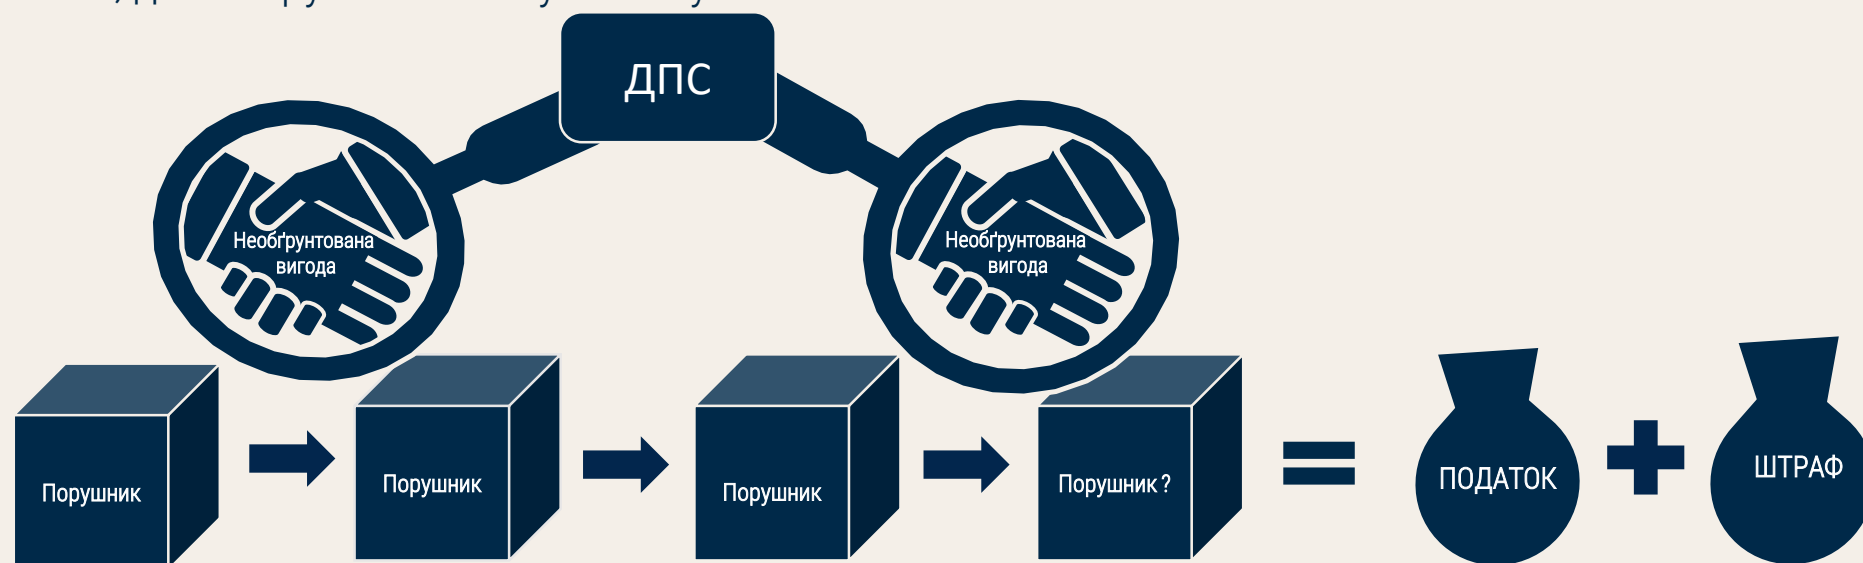 ДПС
Необґрунтована
вигода
Необґрунтована
вигода
Порушник
Порушник
Порушник
Порушник ?
ПОДАТОК
ШТРАФ